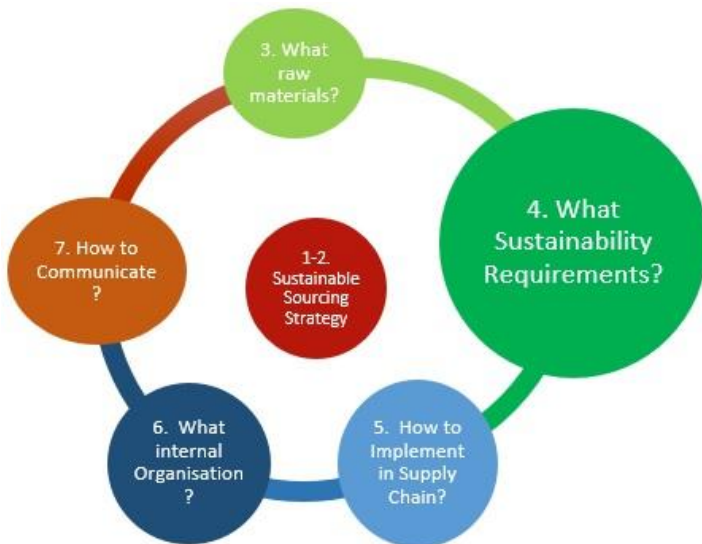 3. What
raw
materials?
4. What
Sustainability
Requirements?
7. How to
Communicate
?
1-2.
Sustainable
Sourcing
Strategy
6. What
internal
Organisation
?
5. How to
Implement
in Supply
Chain?